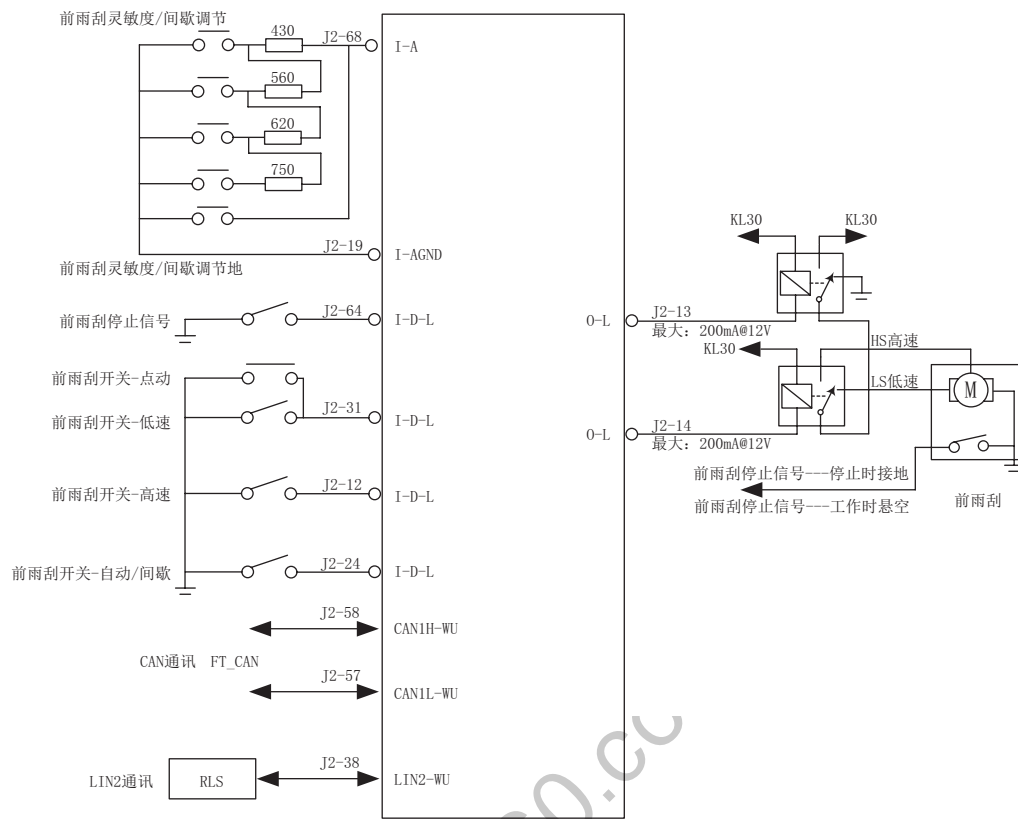 前雨刮灵敏度/间歇调节
430
J2-68
I-A
560
620
750
J2-19
I-AGND
前雨刮灵敏度/间歇调节地
前雨刮停止信号
J2-64
I-D-L
前雨刮开关-点动
前雨刮开关-低速
J2-31
I-D-L
前雨刮开关-高速
J2-12
I-D-L
前雨刮开关-自动/间歇
J2-24
I-D-L
J2-58
CAN1H-WU
CAN通讯 FT_CAN
J2-57
CAN1L-WU
LIN2通讯
RLS
J2-38
LIN2-WU
KL30
KL30
O-L
J2-13
最大：200mA@12V
KL30
HS高速
LS低速
M
O-L
J2-14
最大：200mA@12V
前雨刮停止信号---停止时接地
前雨刮停止信号---工作时悬空
前雨刮